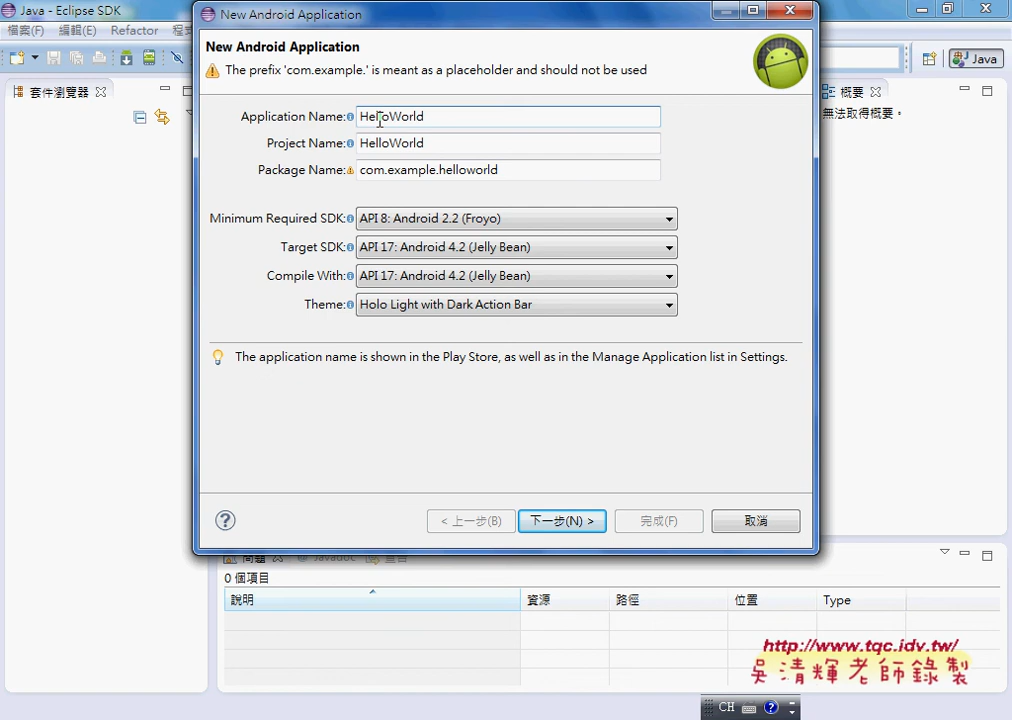 Java - Eclipse SDK
檔案(F) 編輯(E) Refactor 程式
New Android Application
New Android Application
The prefix 'com.example.' is meant as a placeholder and should not be used
Java
套件瀏覽器
概要
無法取得概要。
Application Name: HelloWorld
Project Name: HelloWorld
Package Name: com.example.helloworld
Minimum Required SDK: API 8: Android 2.2 (Froyo)
Target SDK: API 17: Android 4.2 (Jelly Bean)
Compile With: API 17: Android 4.2 (Jelly Bean)
Theme: Holo Light with Dark Action Bar
The application name is shown in the Play Store, as well as in the Manage Application list in Settings.
< 上一步(B) 下一步(N) > 完成(F) 取消
問題 Javadoc 宣告
0 個項目
說明 資源 路徑 位置 Type
http://www.tqc.idv.tw/
吳清輝老師錄製
CH